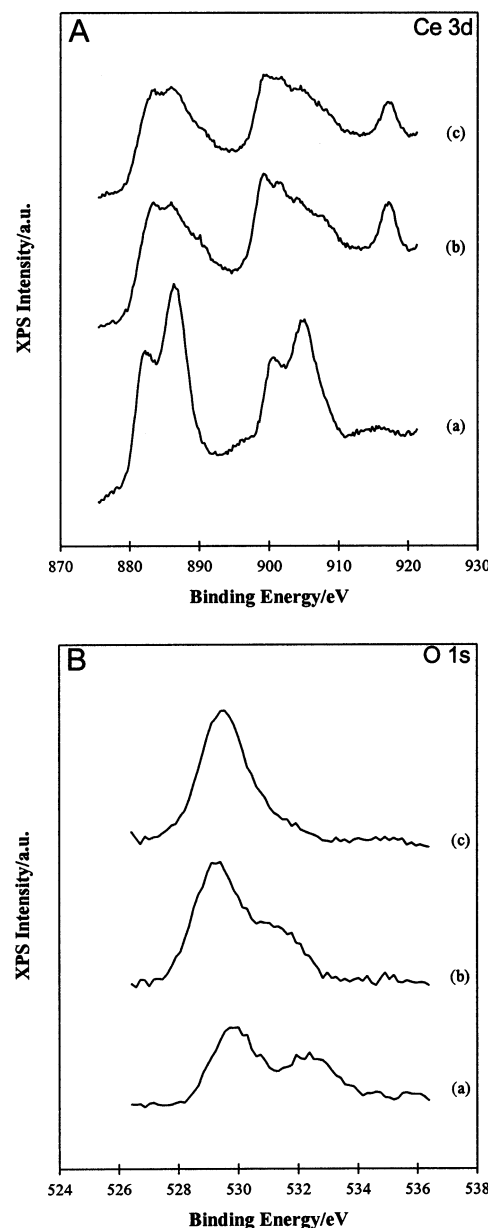 A
Ce 3d
XPS Intensity/a.u.
(c)
(b)
(a)
870 880 890 900 910 920 930
Binding Energy/eV
B
O 1s
XPS Intensity/a.u.
(c)
(b)
(a)
524 526 528 530 532 534 536 538
Binding Energy/eV